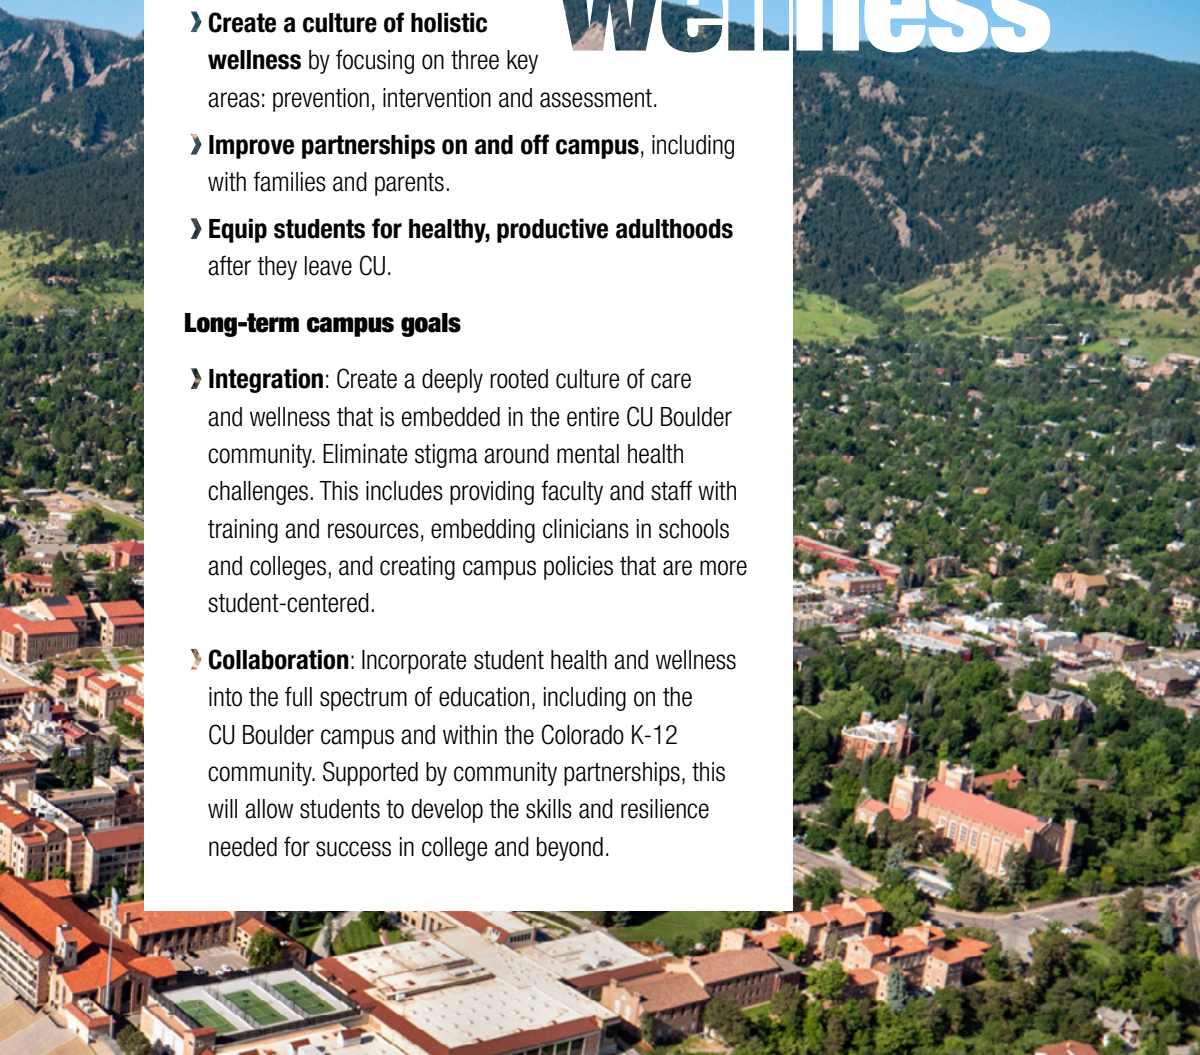 Wellness
Create a culture of holistic
wellness by focusing on three key
areas: prevention, intervention and assessment.
Improve partnerships on and off campus, including
with families and parents.
Equip students for healthy, productive adulthoods
after they leave CU.
Long-term campus goals
Integration: Create a deeply rooted culture of care
and wellness that is embedded in the entire CU Boulder
community. Eliminate stigma around mental health
challenges. This includes providing faculty and staff with
training and resources, embedding clinicians in schools
and colleges, and creating campus policies that are more
student-centered.
Collaboration: Incorporate student health and wellness
into the full spectrum of education, including on the
CU Boulder campus and within the Colorado K-12
community. Supported by community partnerships, this
will allow students to develop the skills and resilience
needed for success in college and beyond.